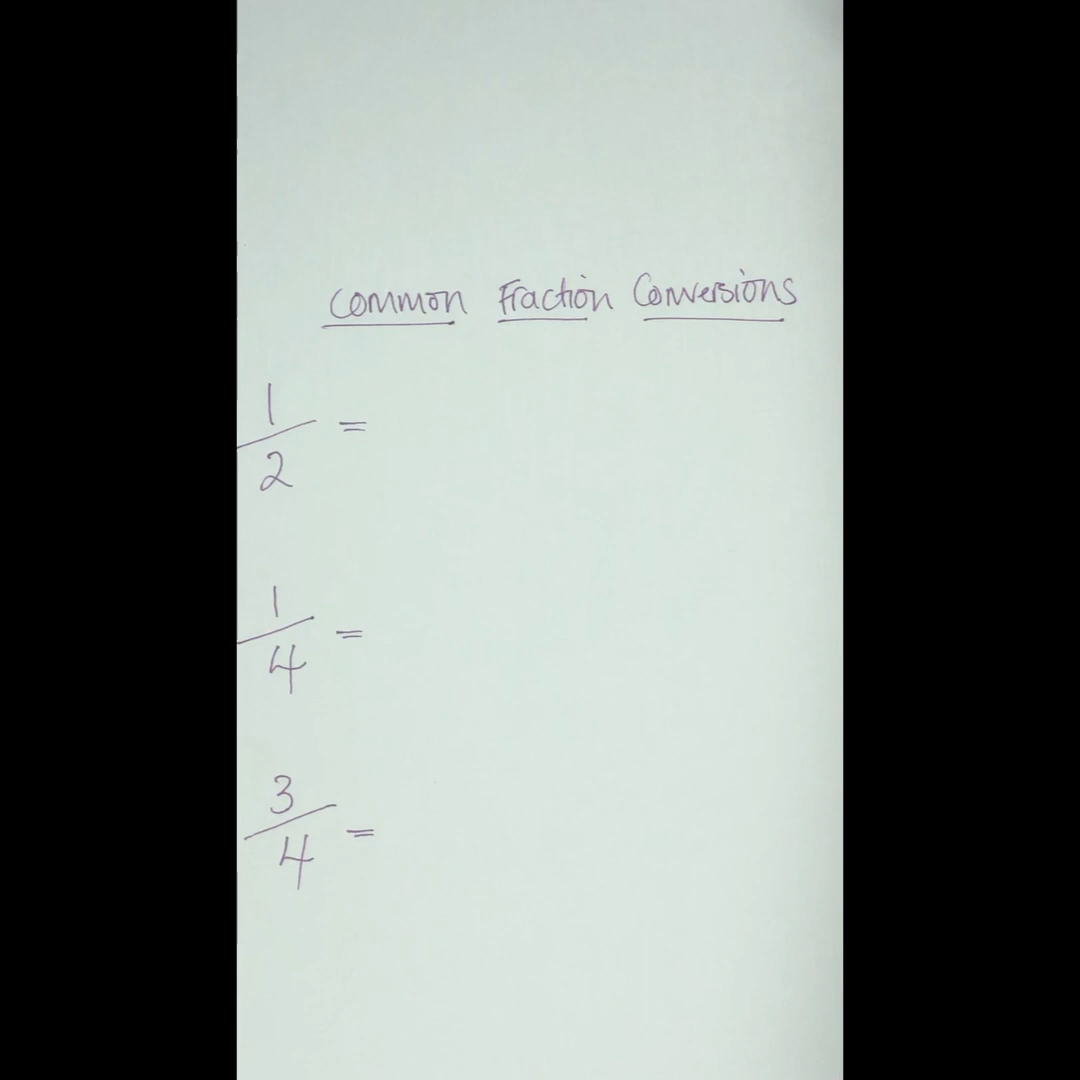 Common Fraction Conversions
1/2 =
1/4 =
3/4 =